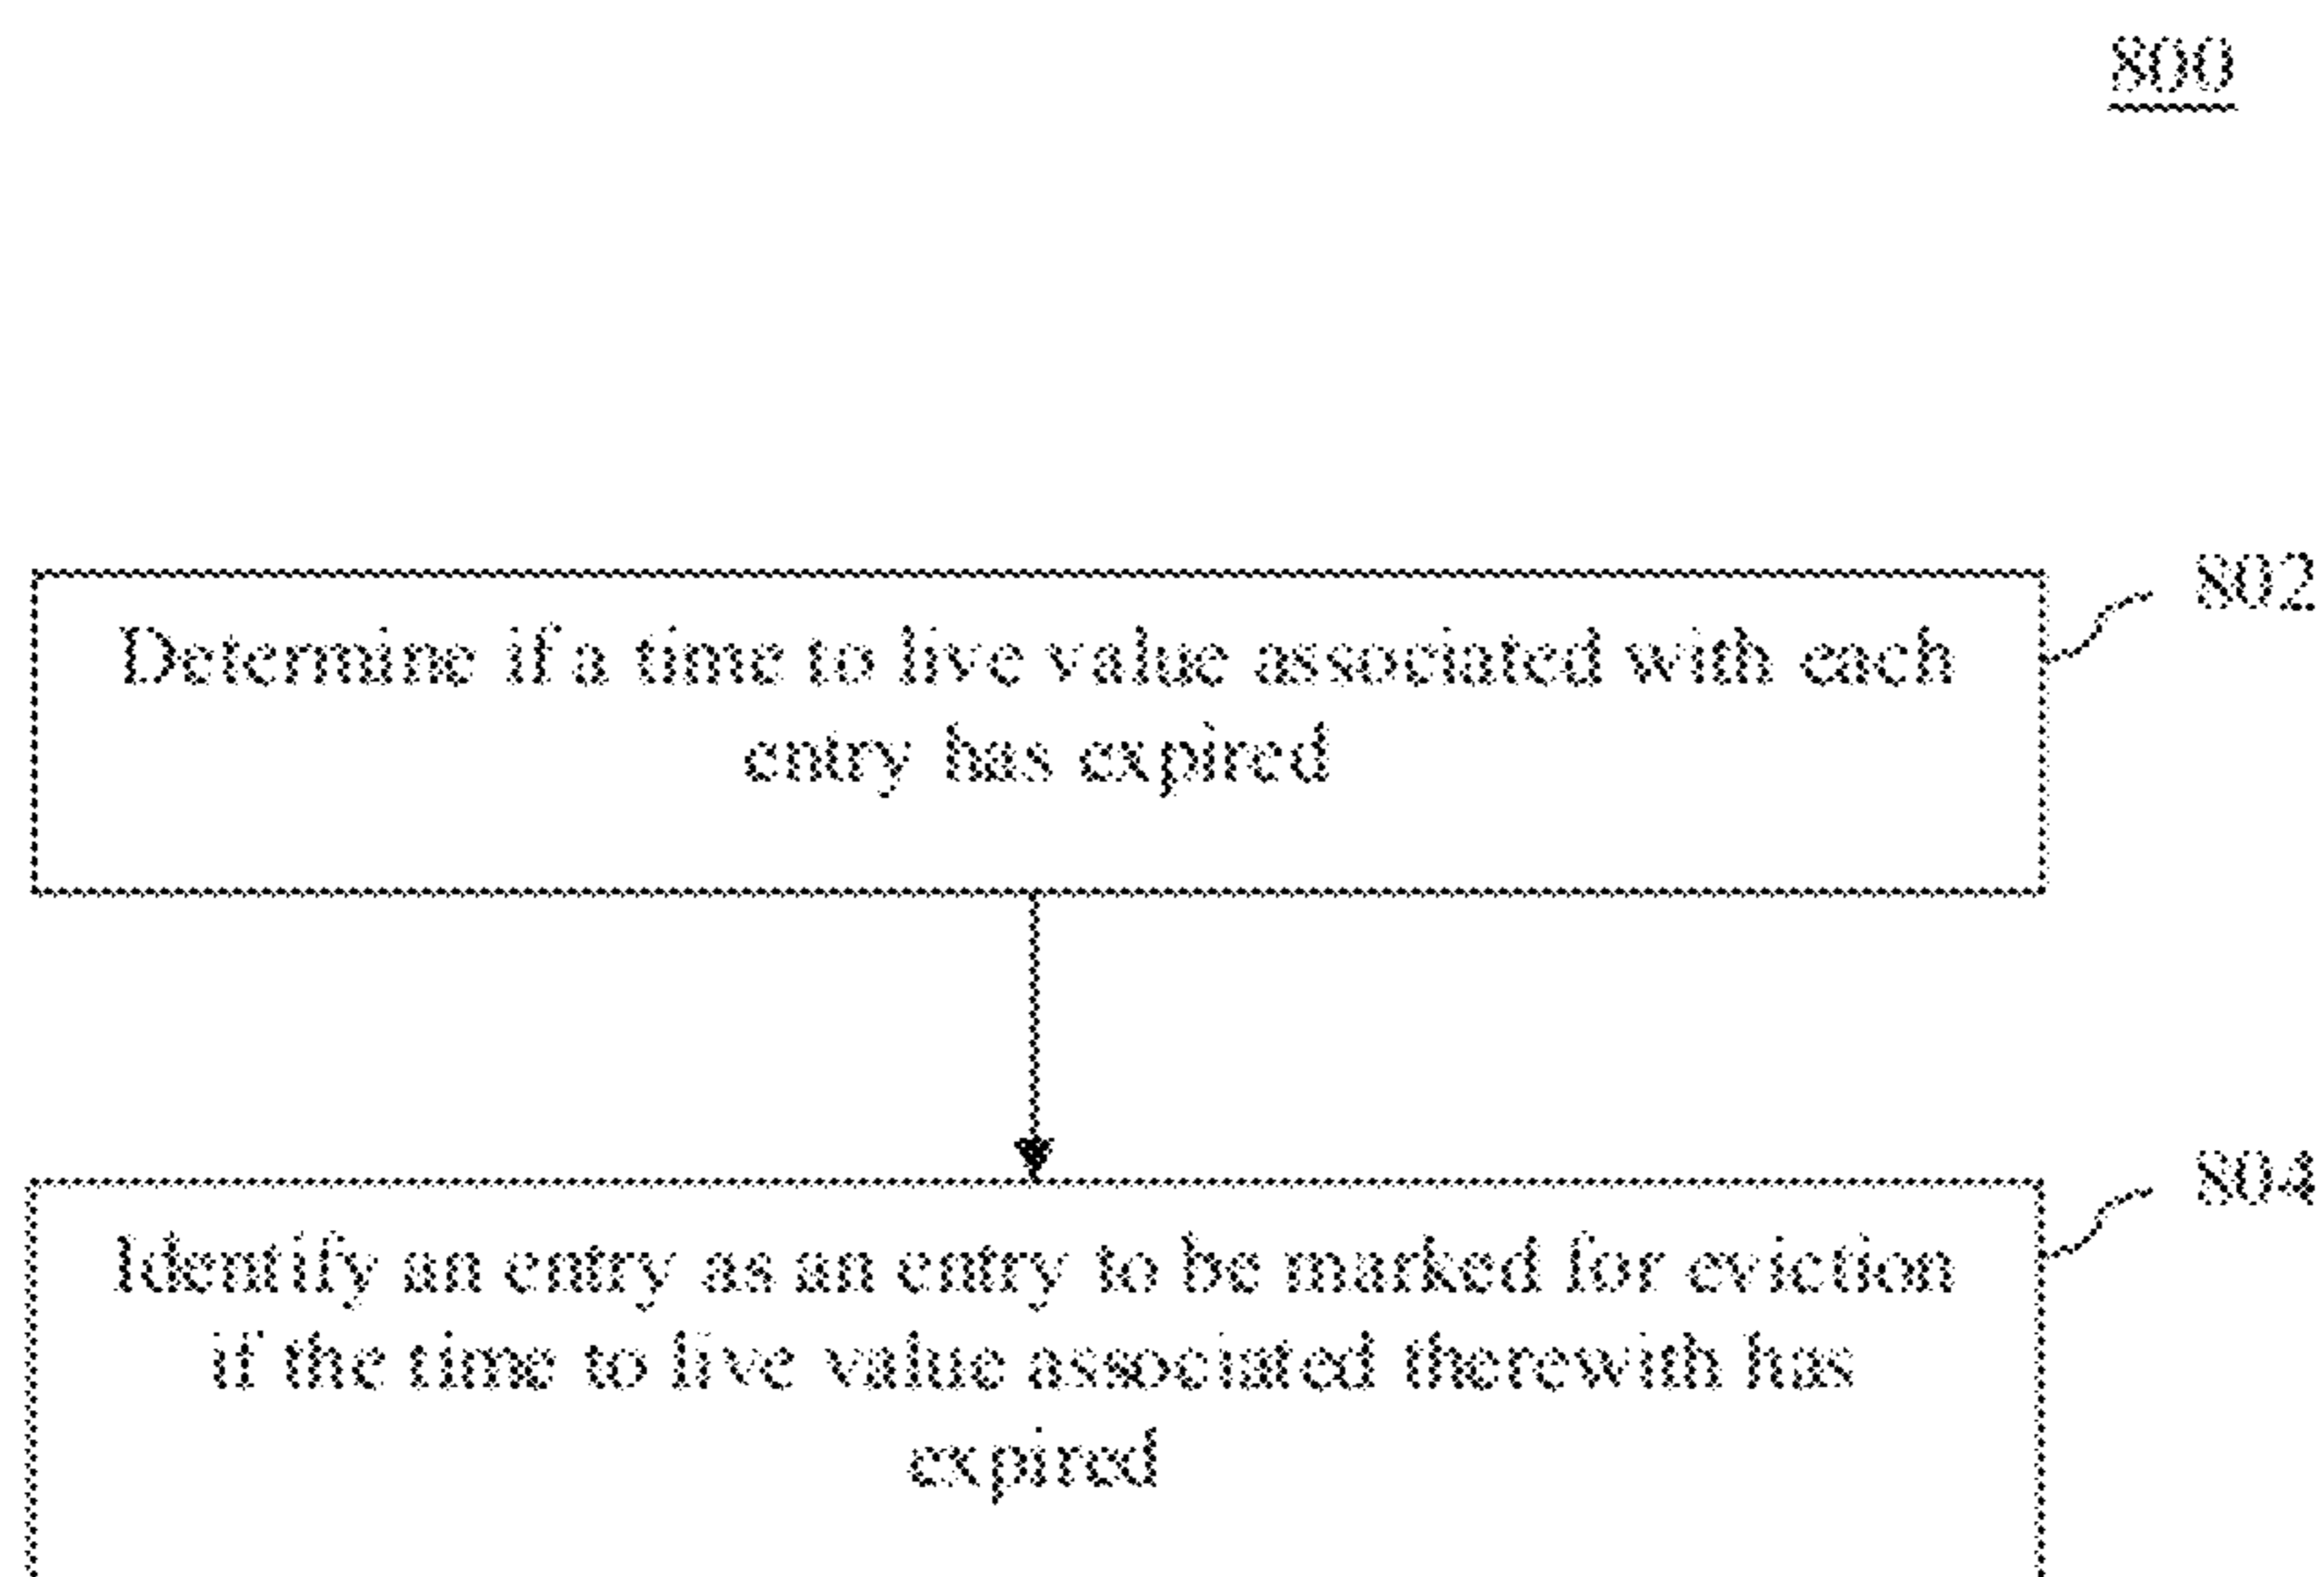 800
802
Determine if a time to live value associated with each
entry has expired
804
Identify an entry as an entry to be marked for eviction
if the time to live value associated therewith has
expired